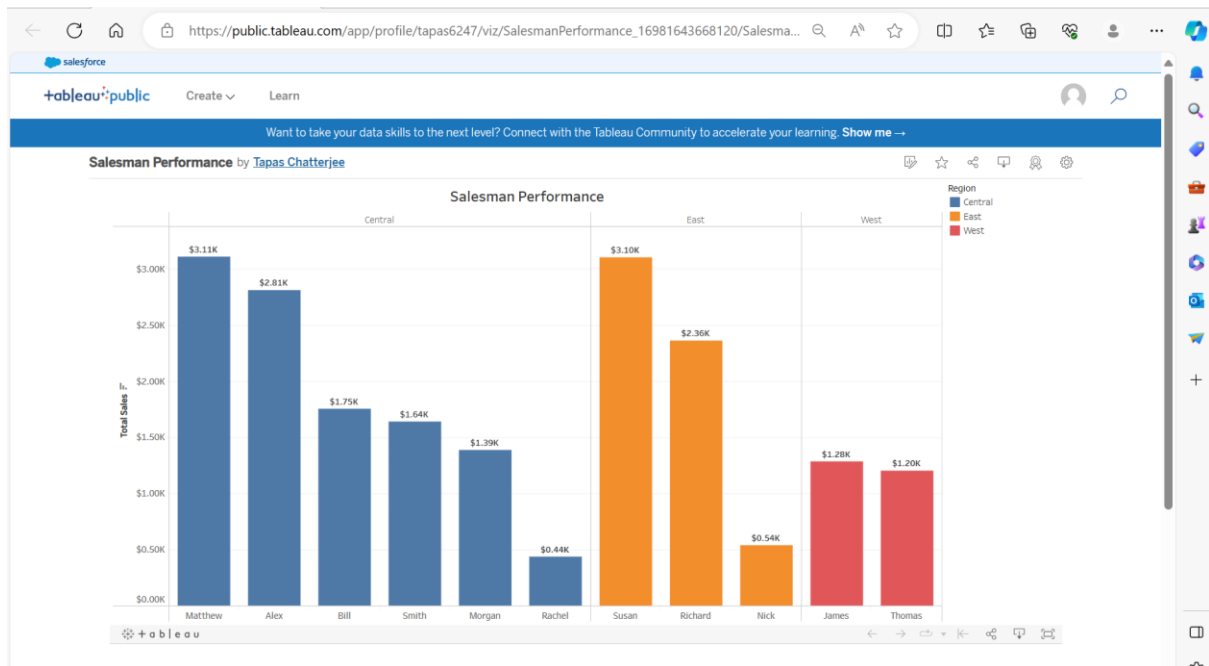 https://public.tableau.com/app/profile/tapas6247/viz/SalesmanPerformance_16981643668120/Salesma...
salesforce
+ableau public Create Learn
Want to take your data skills to the next level? Connect with the Tableau Community to accelerate your learning. Show me →
Salesman Performance by Tapas Chatterjee
Salesman Performance
Region
Central
East
West
Central East West
$3.11K $2.81K $1.75K $1.64K $1.39K $0.44K $3.10K $2.36K $0.54K $1.28K $1.20K
Total Sales
$3.00K
$2.50K
$2.00K
$1.50K
$1.00K
$0.50K
$0.00K
Matthew Alex Bill Smith Morgan Rachel Susan Richard Nick James Thomas
+ableau